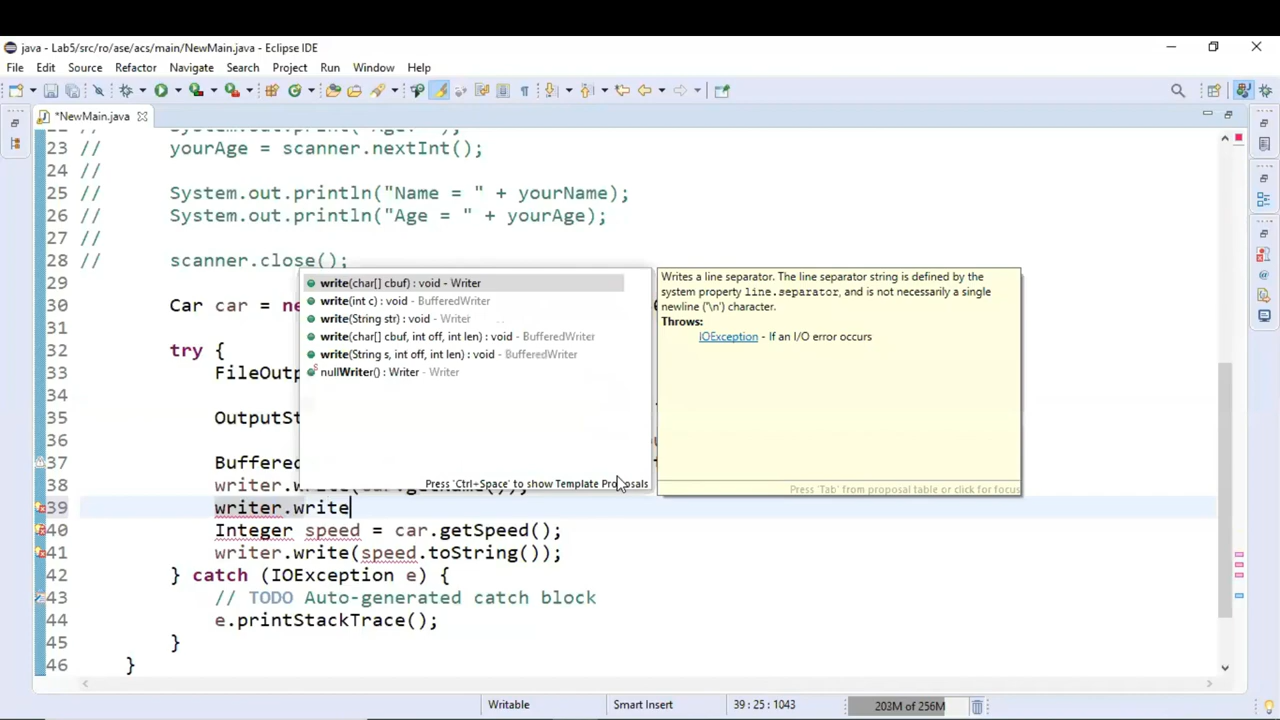 java - Lab5/src/ro/ase/acs/main/NewMain.java - Eclipse IDE
File Edit Source Refactor Navigate Search Project Run Window Help
*NewMain.java
23 // yourAge = scanner.nextInt();
24 //
25 // System.out.println("Name = " + yourName);
26 // System.out.println("Age = " + yourAge);
27 //
28 // scanner.close();
30 Car car =
31
32 try {
33
34
35
36
37
38
39 writer.write
40 Integer speed = car.getSpeed();
41 writer.write(speed.toString());
42 } catch (IOException e) {
43 // TODO Auto-generated catch block
44 e.printStackTrace();
45 }
46 }
write(char[] cbuf) : void - Writer
write(int c) : void - BufferedWriter
write(String str) : void - Writer
write(char[] cbuf, int off, int len) : void - BufferedWriter
write(String s, int off, int len) : void - BufferedWriter
nullWriter() : Writer - Writer
Press 'Ctrl+Space' to show Template Proposals
Writes a line separator. The line separator string is defined by the
system property line.separator, and is not necessarily a single
newline ('\n') character.
Throws:
IOException - If an I/O error occurs
Press 'Tab' from proposal table or click for focus
Writable Smart Insert 39 : 25 : 1043 203M of 256M